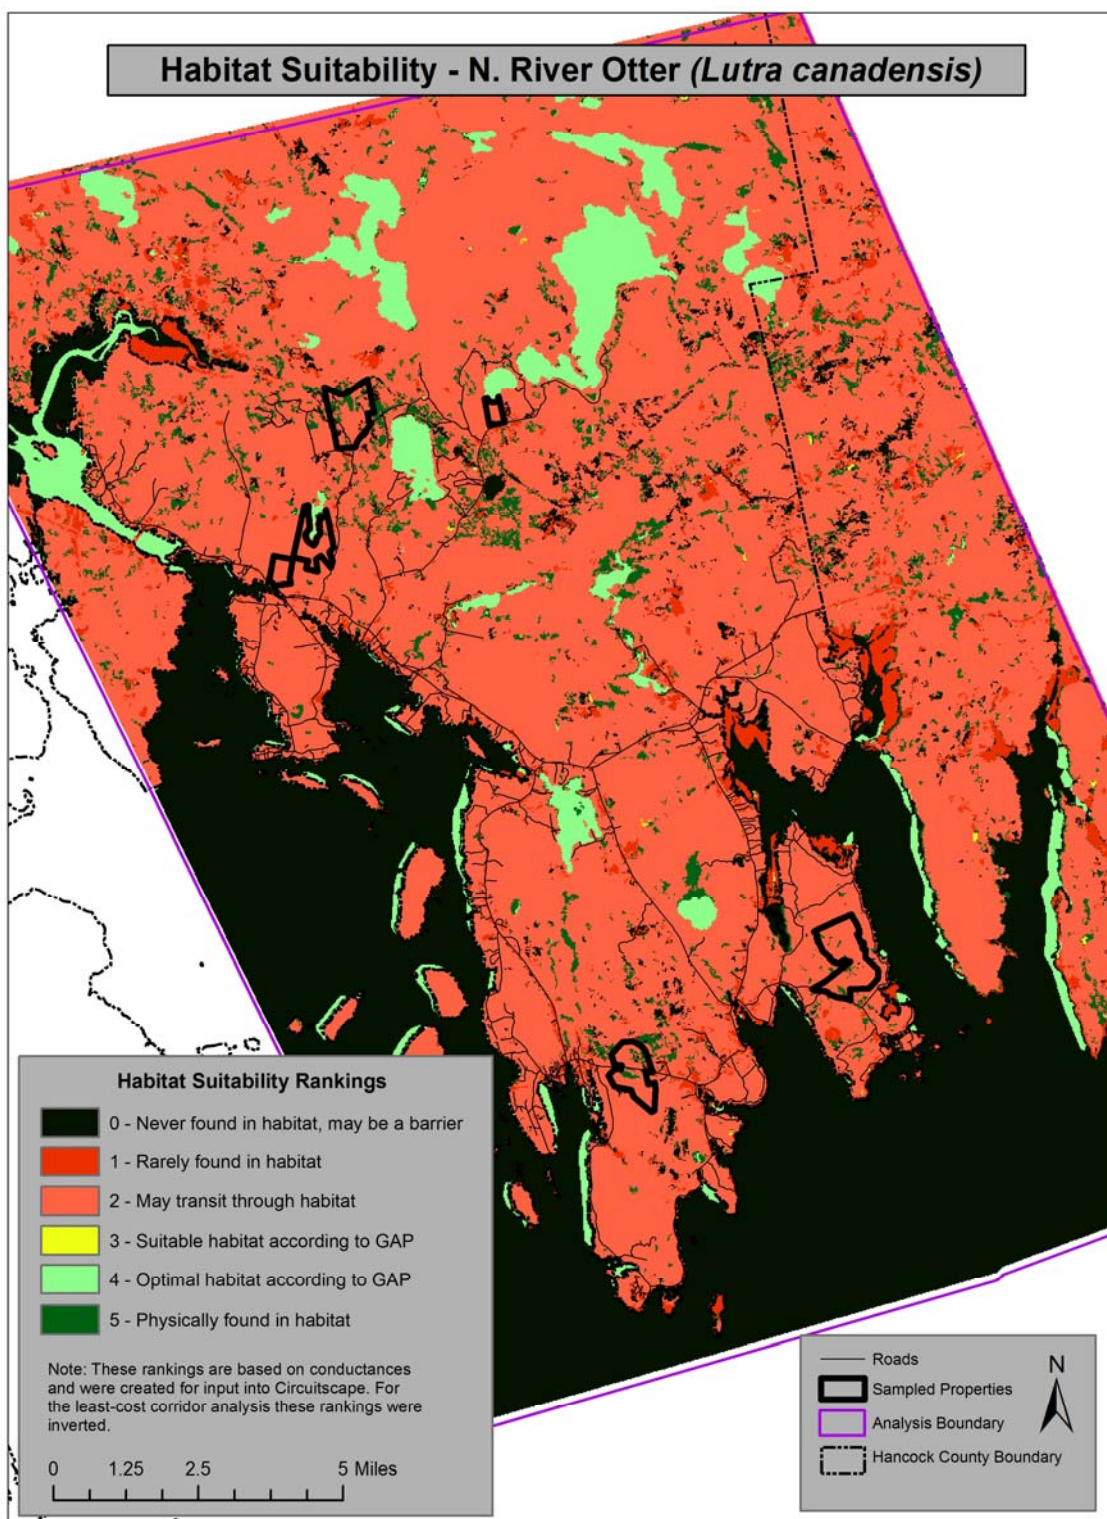 Habitat Suitability - N. River Otter (Lutra canadensis)
Habitat Suitability Rankings
0 - Never found in habitat, may be a barrier
1 - Rarely found in habitat
2 - May transit through habitat
3 - Suitable habitat according to GAP
4 - Optimal habitat according to GAP
5 - Physically found in habitat
Note: These rankings are based on conductances
and were created for input into Circuitscape. For
the least-cost corridor analysis these rankings were
inverted.
0 1.25 2.5 5 Miles
Roads
Sampled Properties
Analysis Boundary
Hancock County Boundary
N